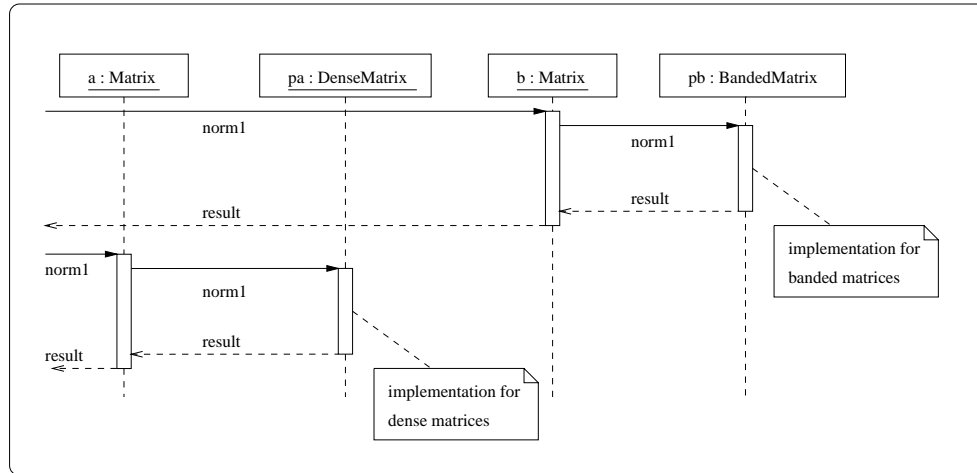 a : Matrix
pa : DenseMatrix
b : Matrix
pb : BandedMatrix
norm1
norm1
result
result
implementation for
banded matrices
norm1
norm1
result
result
implementation for
dense matrices